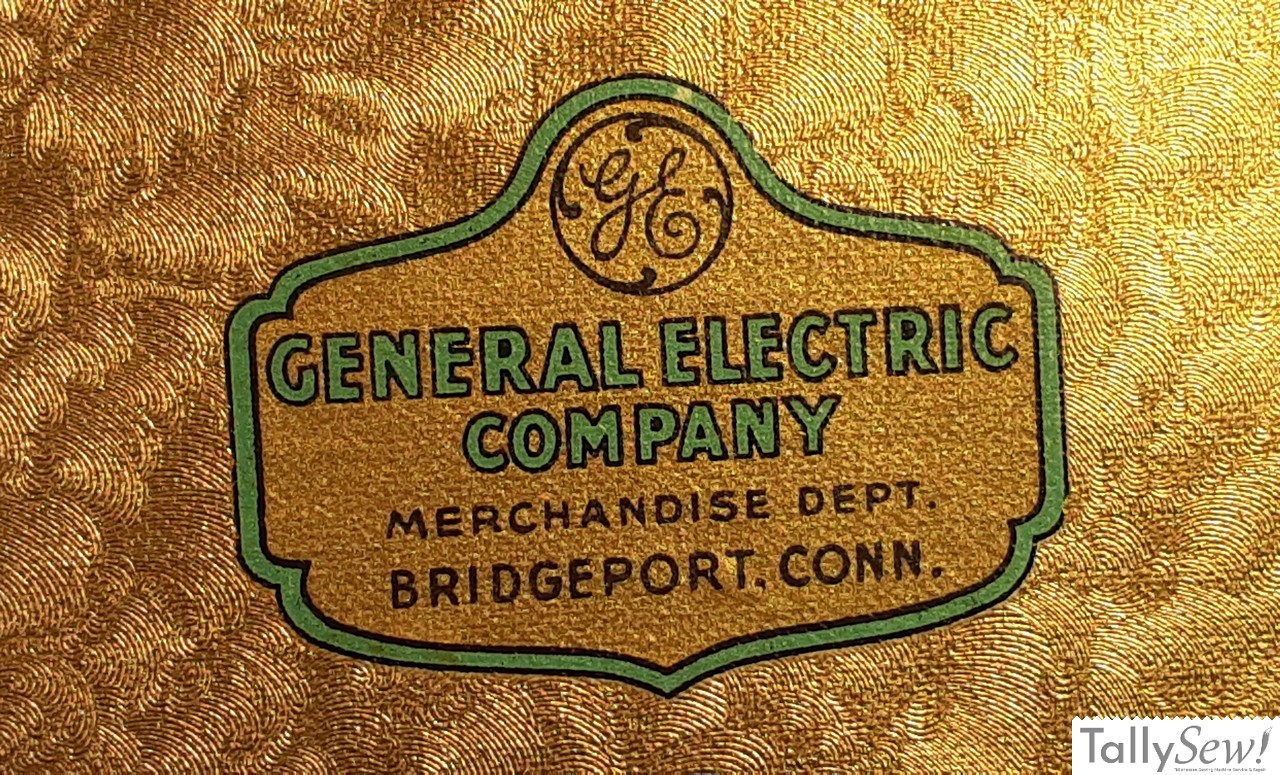 GE
GENERAL ELECTRIC
COMPANY
MERCHANDISE DEPT.
BRIDGEPORT, CONN.
TallySew!